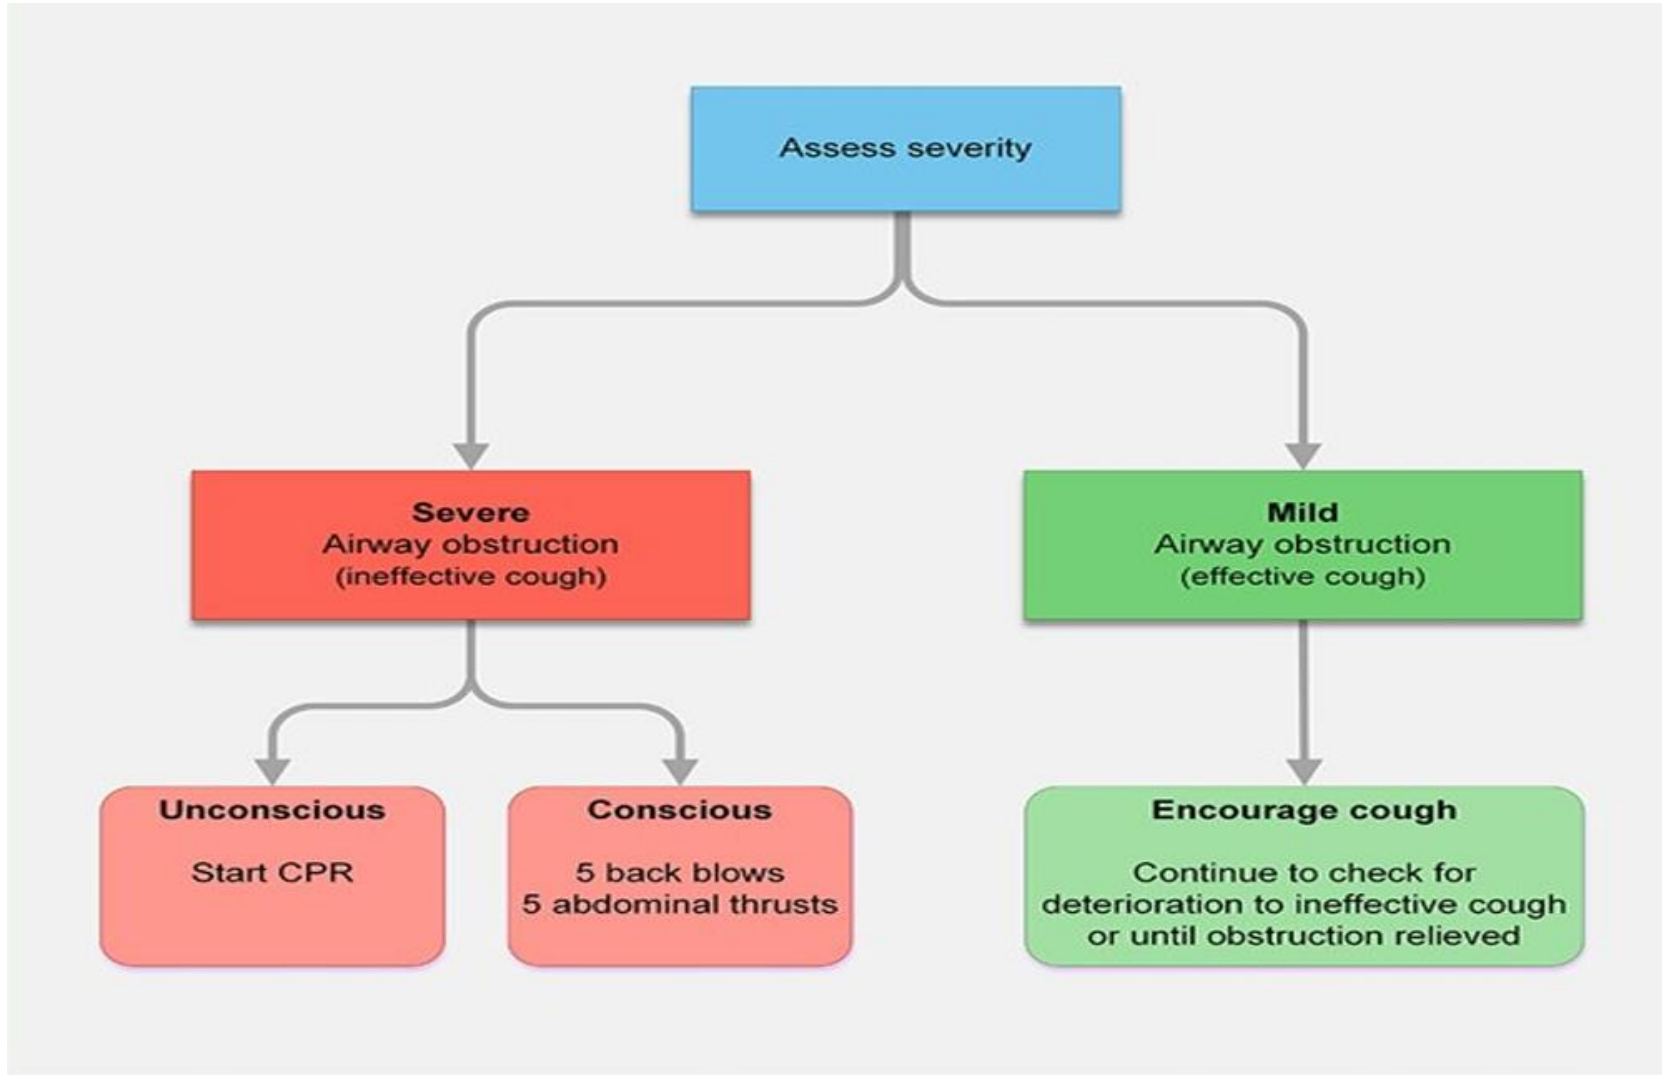 Assess severity
Severe
Airway obstruction
(ineffective cough)
Mild
Airway obstruction
(effective cough)
Unconscious
Start CPR
Conscious
5 back blows
5 abdominal thrusts
Encourage cough
Continue to check for
deterioration to ineffective cough
or until obstruction relieved